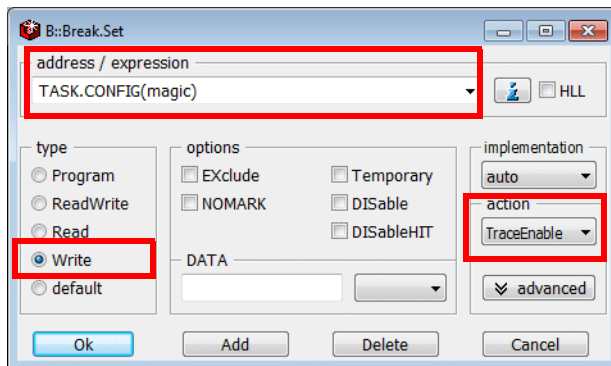 B::Break.Set
address / expression
TASK.CONFIG(magic)
i HLL
type
Program
ReadWrite
Read
Write
default
options
EXclude Temporary
NOMARK DISable
DISableHIT
DATA
implementation
auto
action
TraceEnable
advanced
Ok Add Delete Cancel